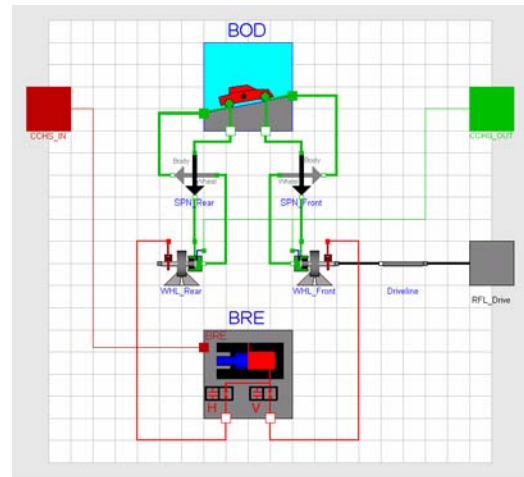 BOD
CCHS_IN
CCHS_OUT
Body
Wheel
SPN_Rear
Body
Wheel
SPN_Front
WHL_Rear
WHL_Front
Driveline
RFL_Drive
BRE
BRE
H
V